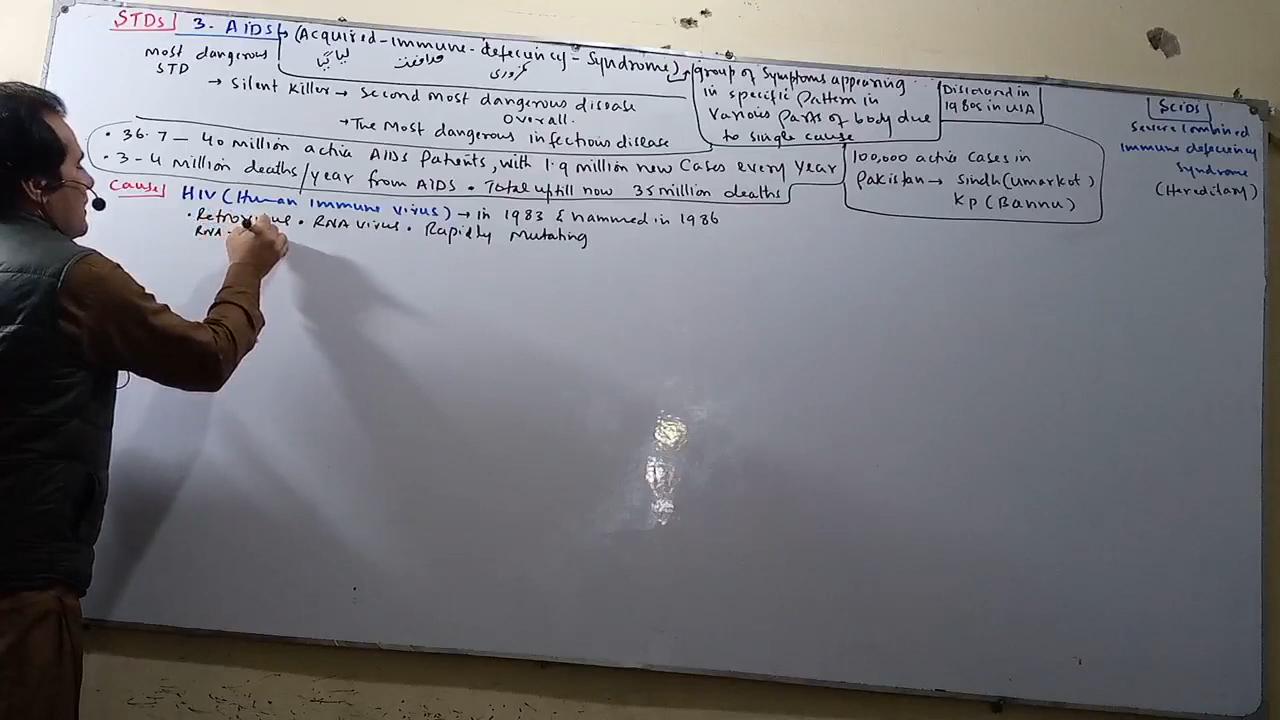 STDs 3. AIDs → (Acquired-Immune-defeciency-Syndrome)
لیا گیا مدافعت کمزوری
Most dangerous
STD
→ Silent Killer → Second most dangerous disease
overall.
→ The Most dangerous infectious disease
group of Symptoms appearing
in specific pattern in
various parts of body due
to single cause
Discovered in
1980s in USA
SCIDS
Severe Combined
Immune defeciency
Syndrome
(Hereditary)
• 36.7 – 40 million active AIDS Patients, with 1.9 million new Cases every year
• 3-4 million deaths/year from AIDS • Total uptill now 35 million deaths
100,000 active cases in
Pakistan → Sindh (Umarkot)
KP (Bannu)
Cause HIV (Human Immune virus) → in 1983 & nammed in 1986
• Retrovirus • RNA virus • Rapidly Mutating
RNA